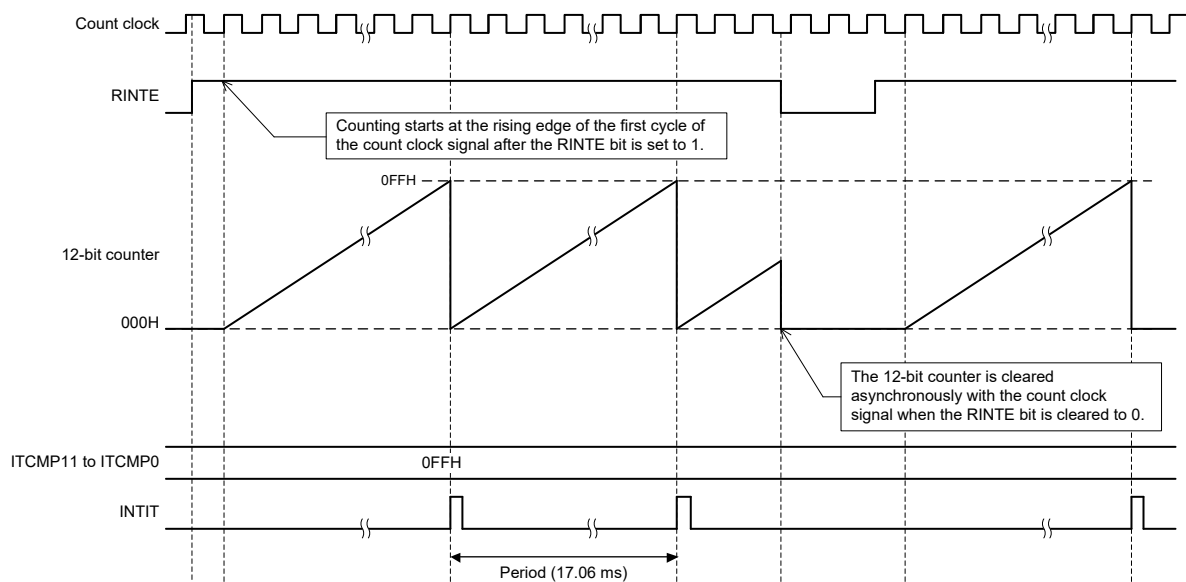 Count clock
RINTE
Counting starts at the rising edge of the first cycle of
the count clock signal after the RINTE bit is set to 1.
0FFH
12-bit counter
000H
The 12-bit counter is cleared
asynchronously with the count clock
signal when the RINTE bit is cleared to 0.
ITCMP11 to ITCMP0
0FFH
INTIT
Period (17.06 ms)